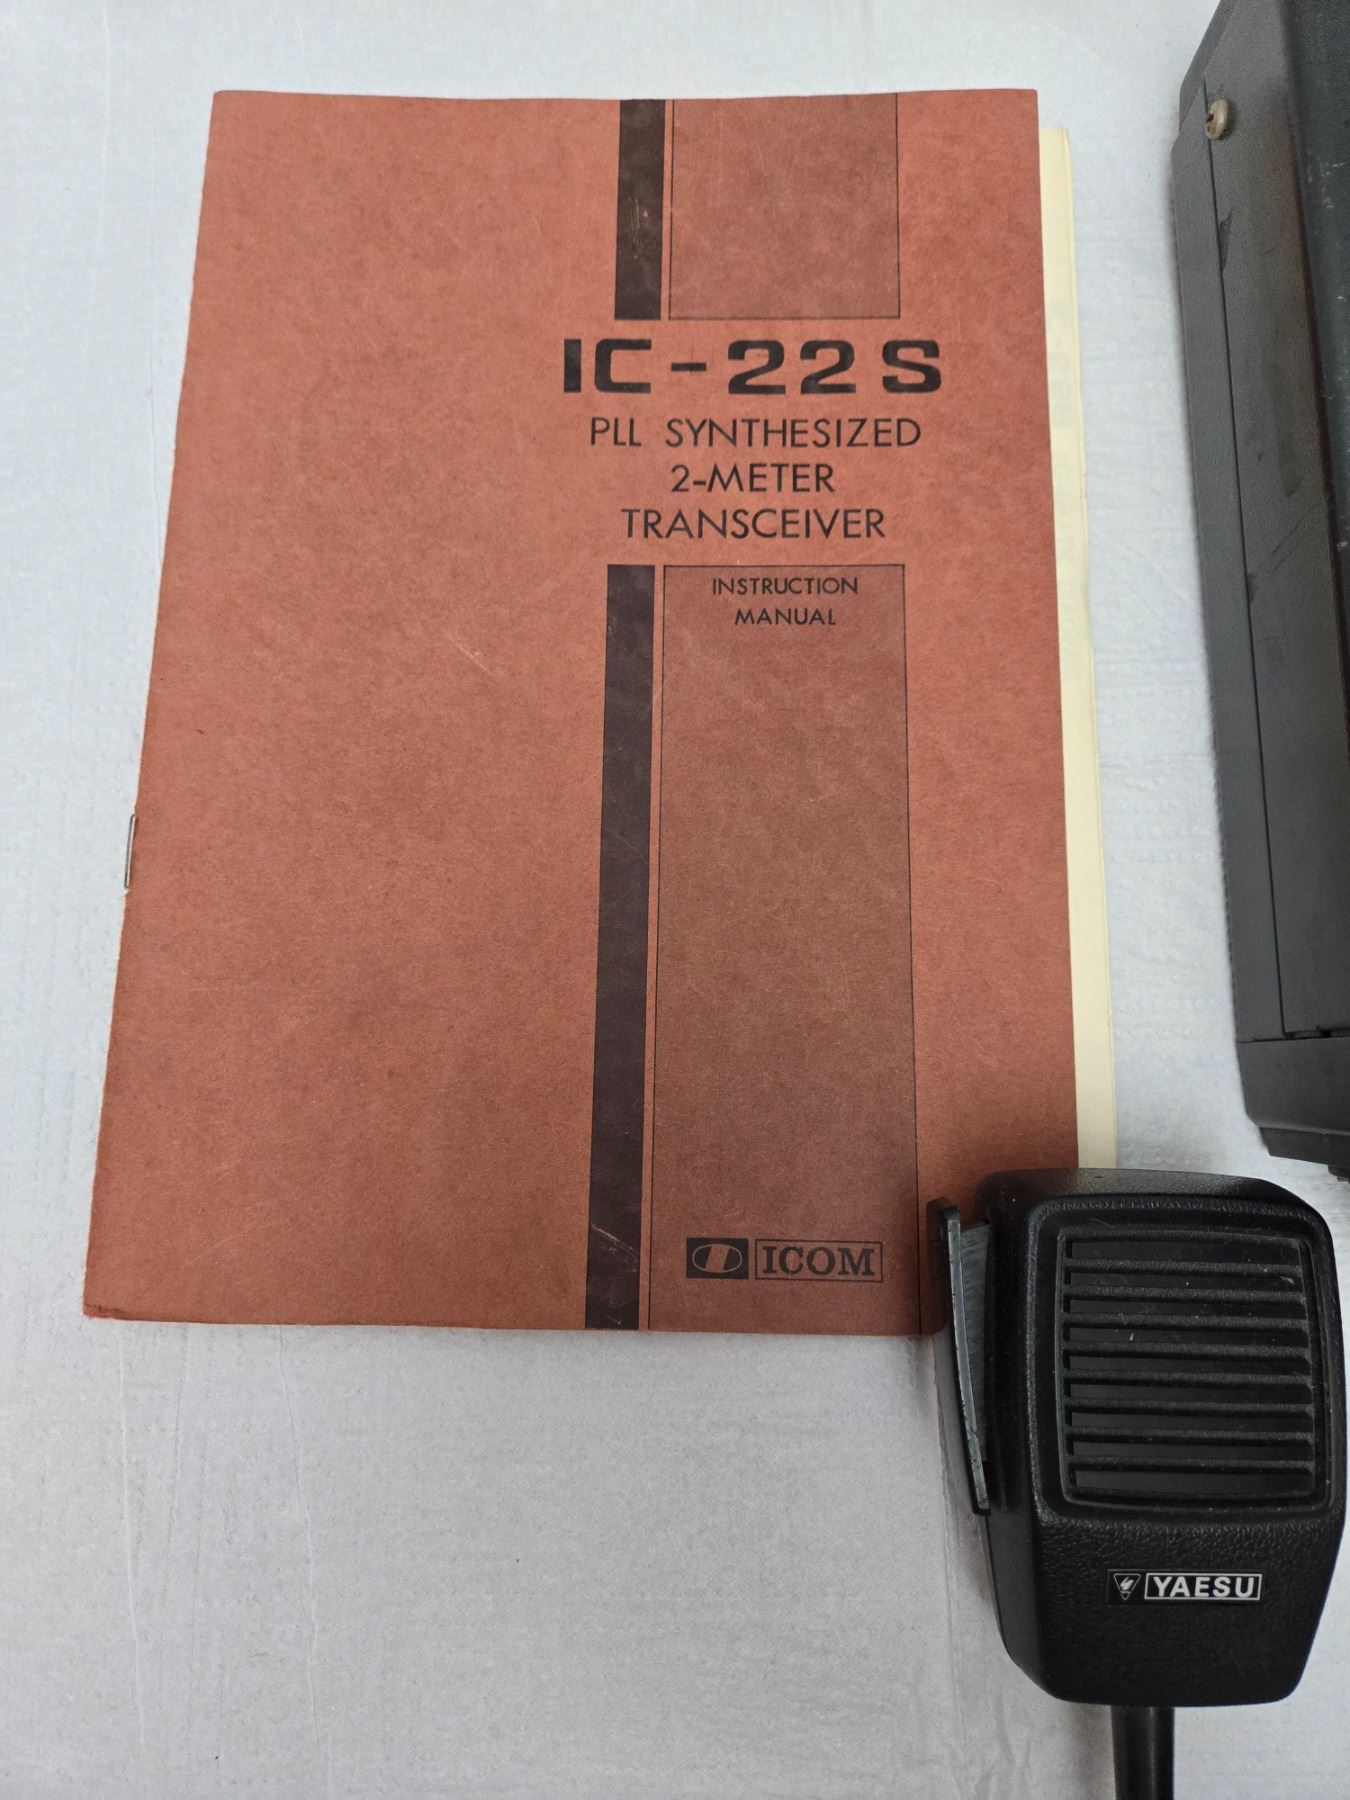 IC-22S
PLL SYNTHESIZED
2-METER
TRANSCEIVER
INSTRUCTION
MANUAL
ICOM
YAESU